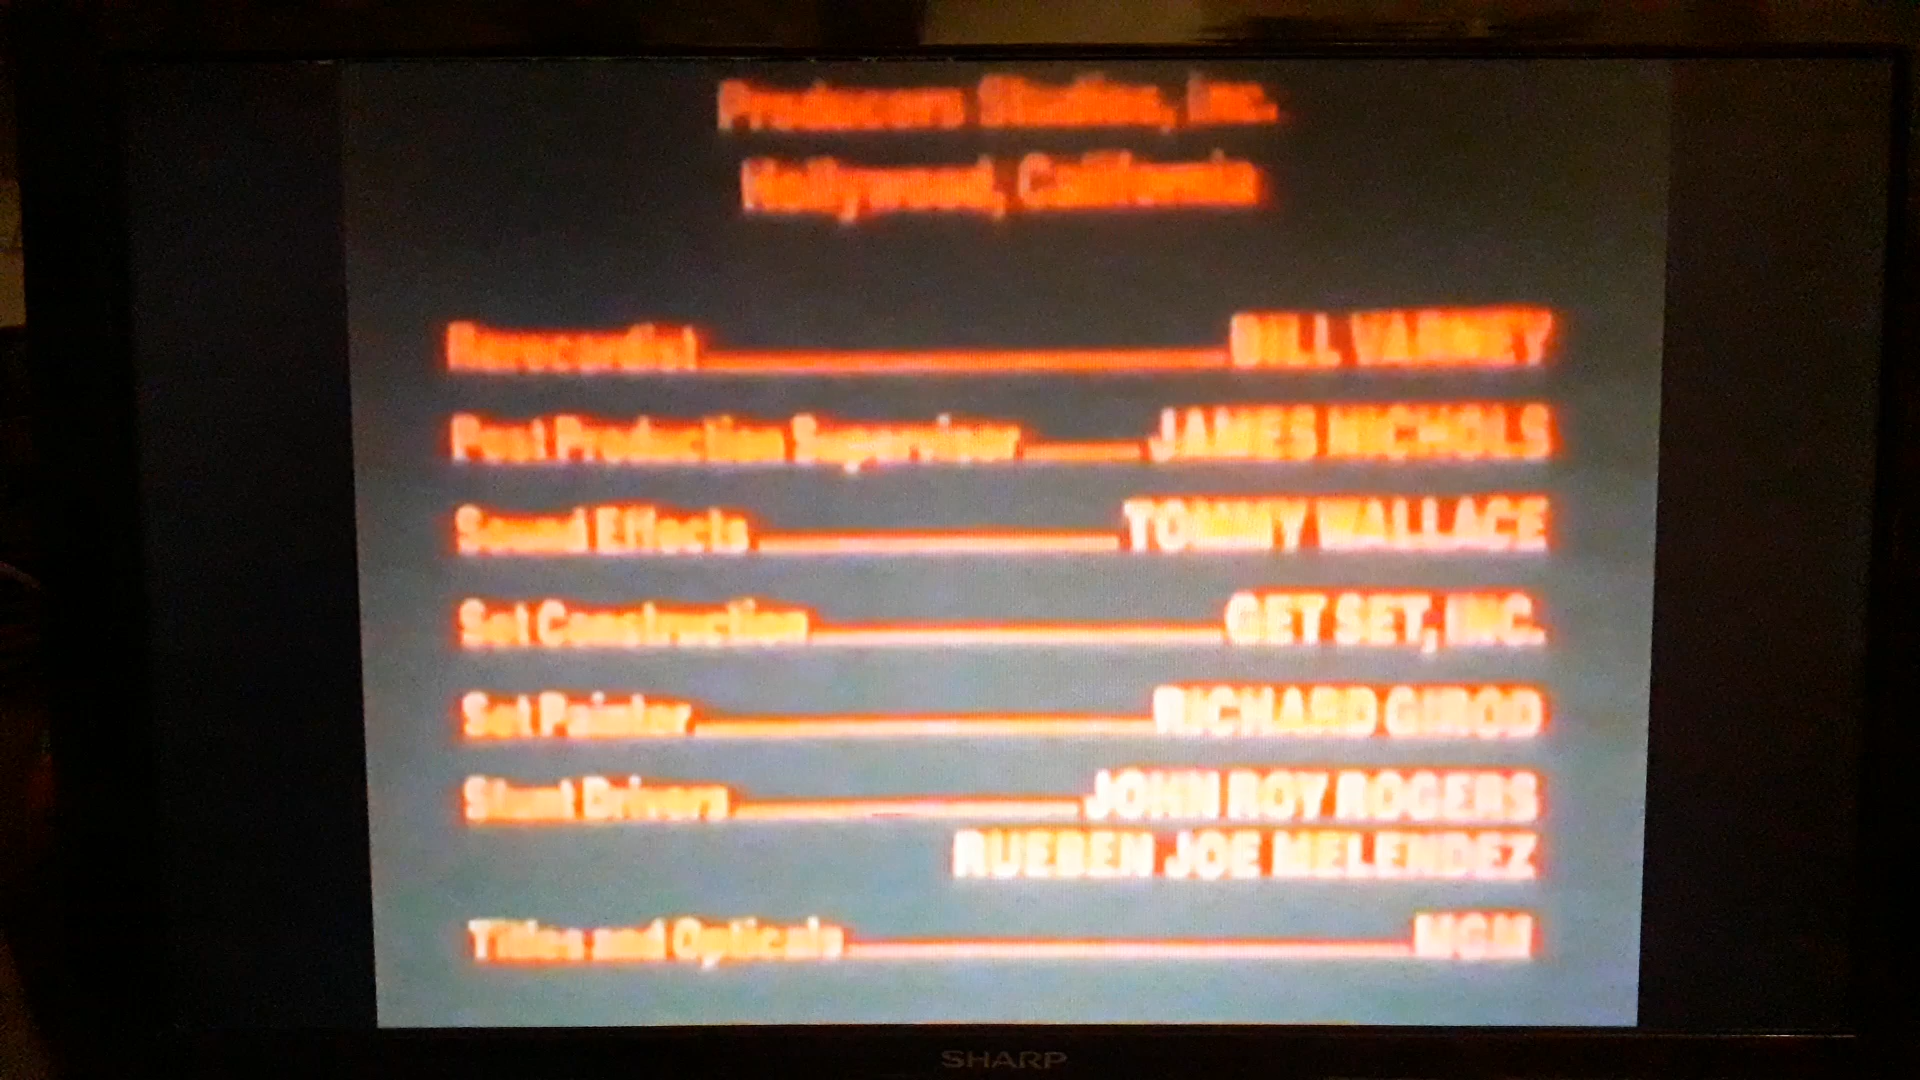 Producers Studios, Inc.
Hollywood, California
Rerecordist BILL VARNEY
Post Production Supervisor JAMES NICHOLS
Sound Effects TOMMY WALLACE
Set Construction GET SET, INC.
Set Painter RICHARD GIROD
Stunt Drivers JOHN ROY ROGERS
RUEBEN JOE MELENDEZ
Titles and Opticals MGM
SHARP